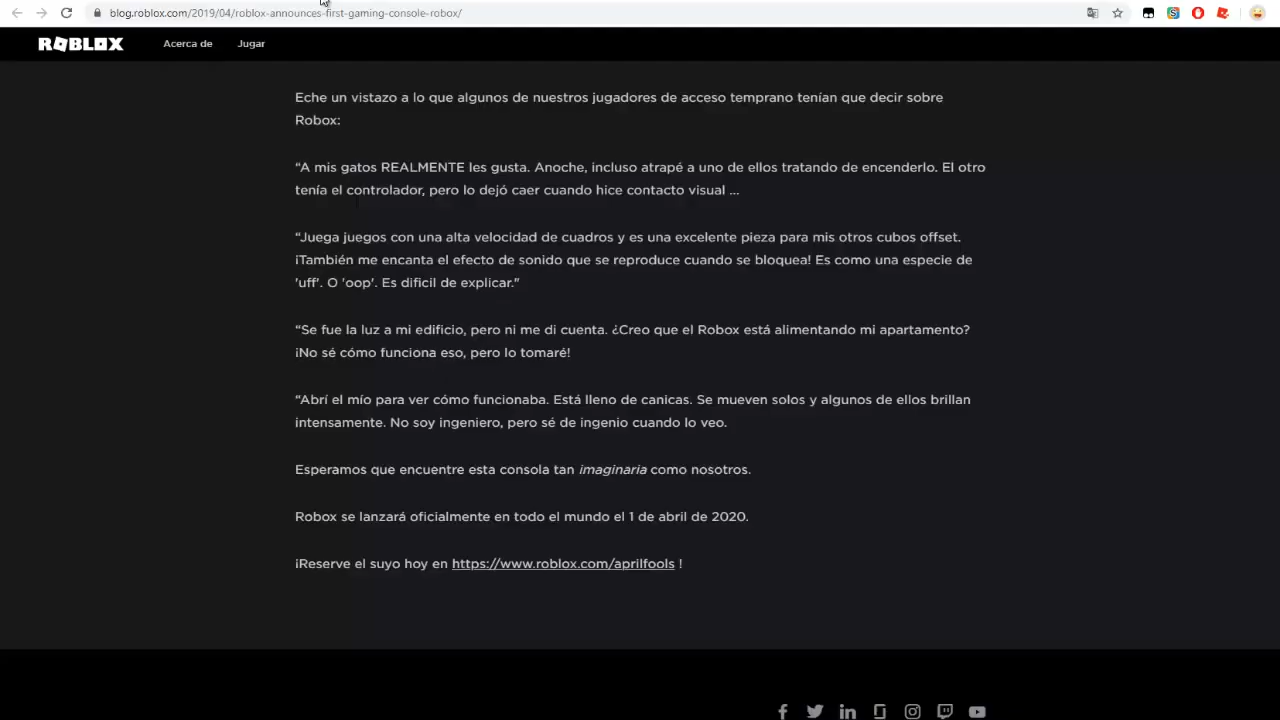 blog.roblox.com/2019/04/roblox-announces-first-gaming-console-robox/
ROBLOX Acerca de Jugar
Eche un vistazo a lo que algunos de nuestros jugadores de acceso temprano tenían que decir sobre
Robox:
“A mis gatos REALMENTE les gusta. Anoche, incluso atrapé a uno de ellos tratando de encenderlo. El otro
tenía el controlador, pero lo dejó caer cuando hice contacto visual ...
“Juega juegos con una alta velocidad de cuadros y es una excelente pieza para mis otros cubos offset.
¡También me encanta el efecto de sonido que se reproduce cuando se bloquea! Es como una especie de
'uff'. O 'oop'. Es dificil de explicar.”
“Se fue la luz a mi edificio, pero ni me di cuenta. ¿Creo que el Robox está alimentando mi apartamento?
¡No sé cómo funciona eso, pero lo tomaré!
“Abrí el mío para ver cómo funcionaba. Está lleno de canicas. Se mueven solos y algunos de ellos brillan
intensamente. No soy ingeniero, pero sé de ingenio cuando lo veo.
Esperamos que encuentre esta consola tan imaginaria como nosotros.
Robox se lanzará oficialmente en todo el mundo el 1 de abril de 2020.
¡Reserve el suyo hoy en https://www.roblox.com/aprilfools !